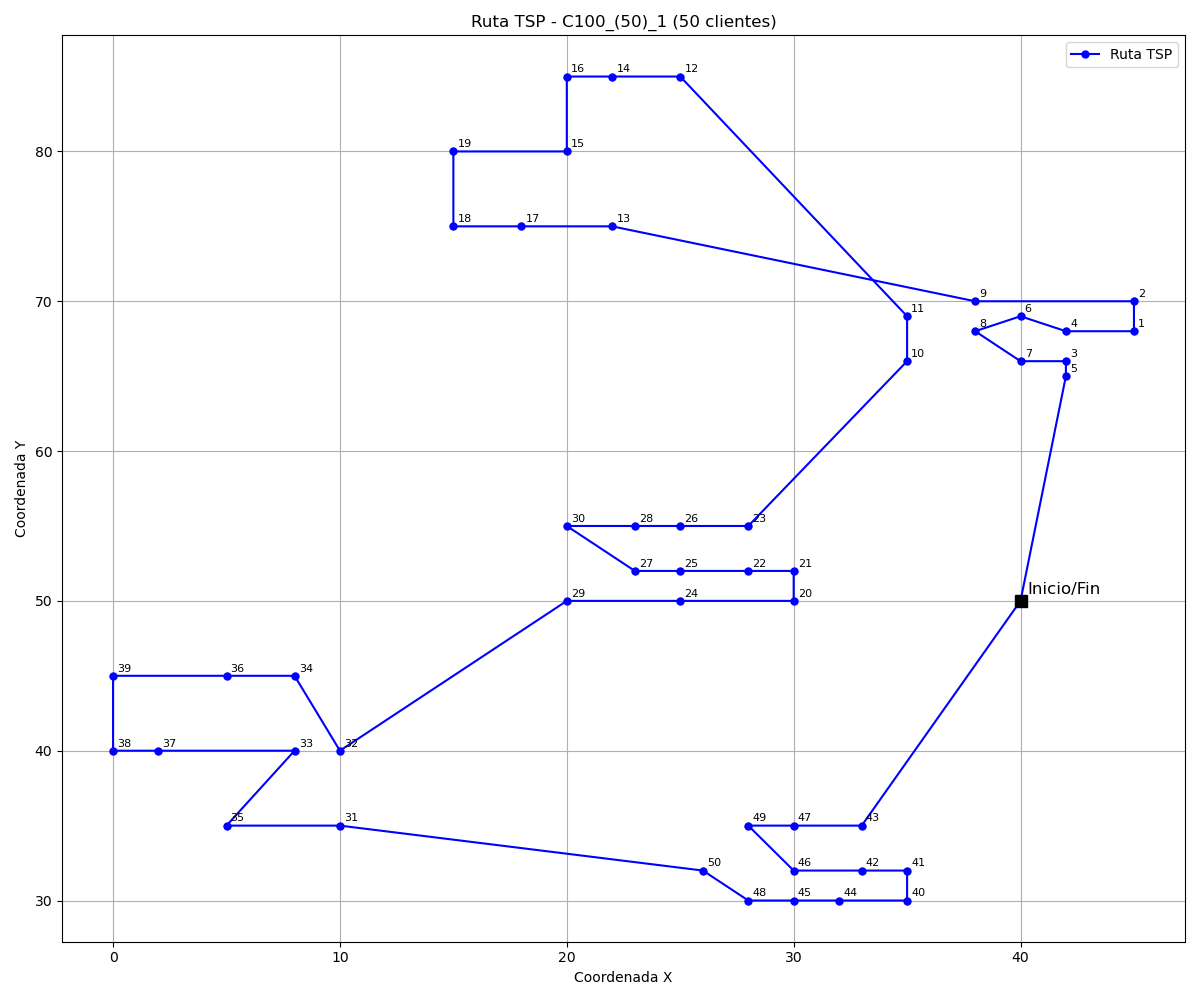 Ruta TSP - C100_(50)_1 (50 clientes)
Ruta TSP
16 14 12
19 15
18 17 13
9 2
6
8 4 1
11
10 7 3
5
30 28 26 23
27 25 22 21
29 24 20
Inicio/Fin
39 36 34
38 37 33 32
35 31 49 47 43
50 46 42 41
48 45 44 40
80
70
60
50
40
30
Coordenada Y
0 10 20 30 40
Coordenada X